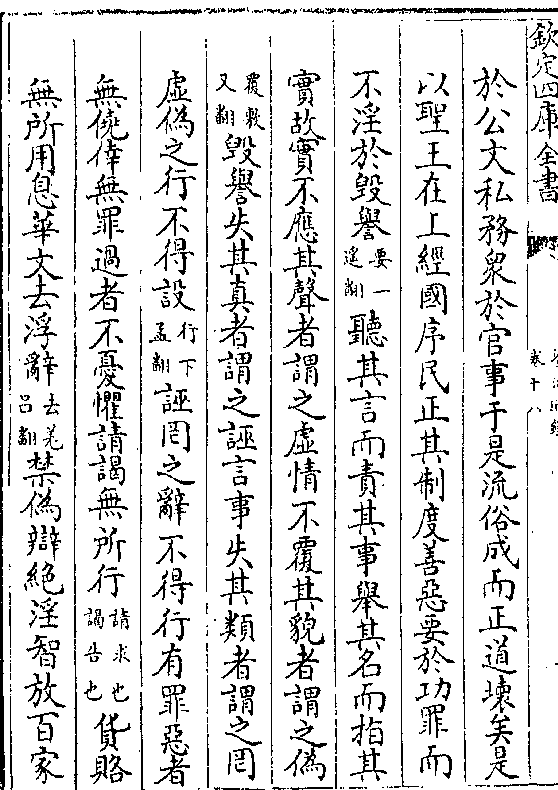 欽定四庫全書
卷十八
於公文私務衆於官事于是流俗成而正道壊矣是
以聖王在上經國序民正其制度善惡要於功罪而
不淫於毀譽要一遥翻聽其言而責其事舉其名而指其
實故實不應其聲者謂之虚情不覆其貌者謂之偽
覆敷又翻毀譽失其真者謂之誣言事失其類者謂之罔
虛偽之行不得設行下孟翻誣罔之辭不得行有罪惡者
無僥倖無罪過者不憂懼請謁無所行請求也謁告也貨賂
無所用息華文去浮辭去羌吕翻禁偽辯絶淫智放百家